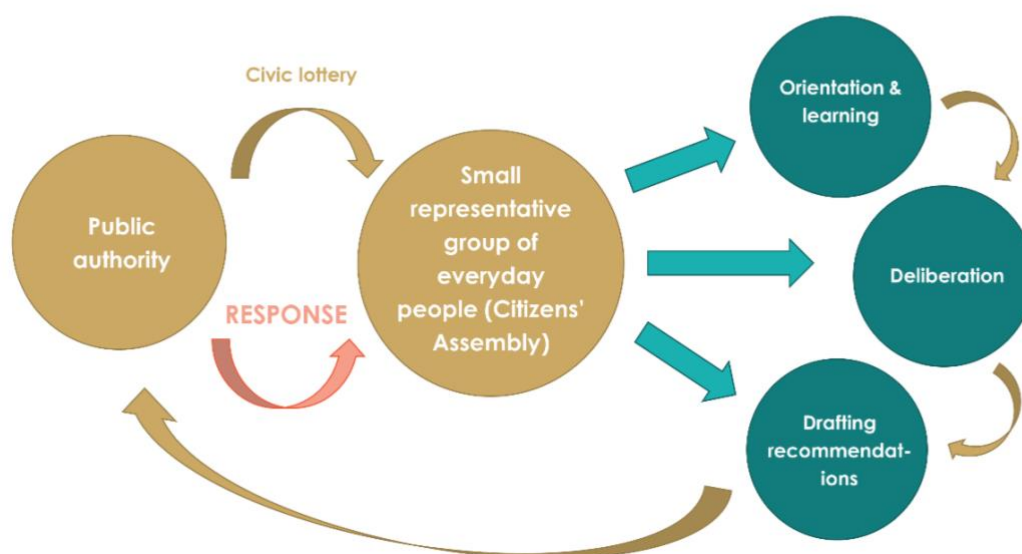 Civic lottery
Public
authority
RESPONSE
Small
representative
group of
everyday
people (Citizens'
Assembly)
Orientation &
learning
Deliberation
Drafting
recommendat-
ions